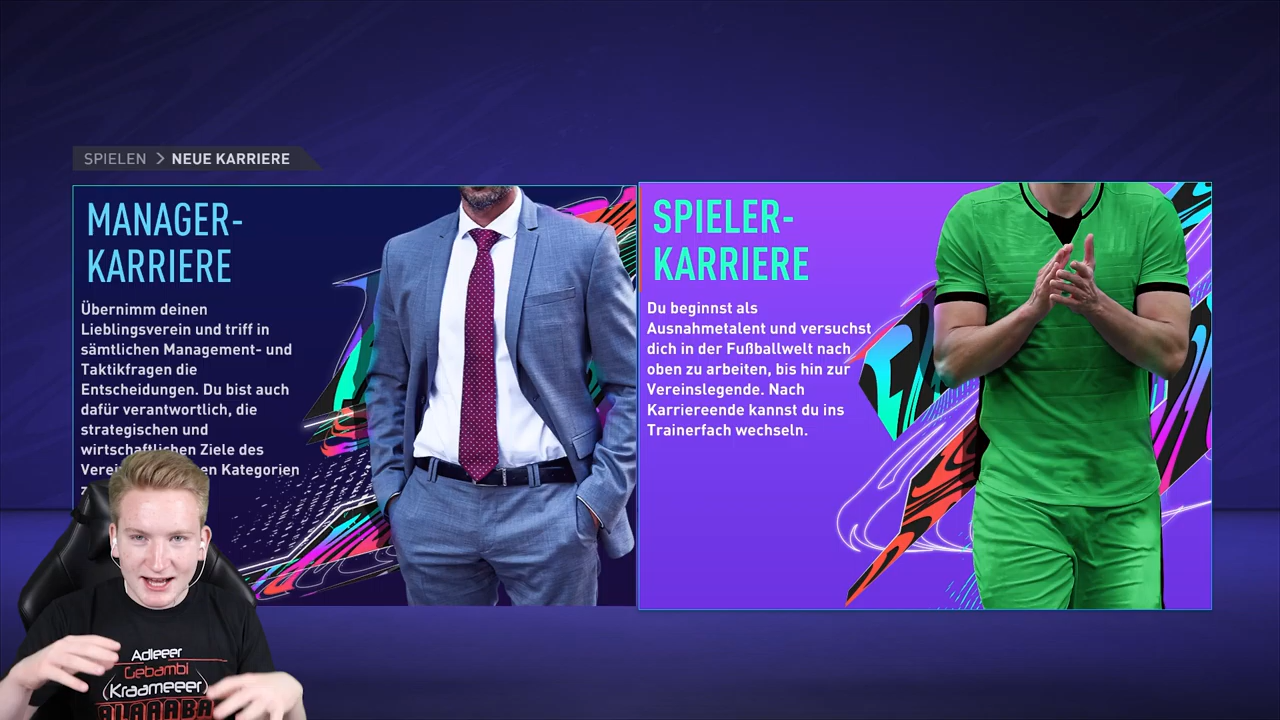 SPIELEN > NEUE KARRIERE
MANAGER-
KARRIERE
Übernimm deinen
Lieblingsverein und triff in
sämtlichen Management- und
Taktikfragen die
Entscheidungen. Du bist auch
dafür verantwortlich, die
strategischen und
wirtschaftlichen Ziele des
Kategorien
SPIELER-
KARRIERE
Du beginnst als
Ausnahmetalent und versuchst
dich in der Fußballwelt nach
oben zu arbeiten, bis hin zur
Vereinslegende. Nach
Karriereende kannst du ins
Trainerfach wechseln.
Adleeer
Gebambi
Kraameeer
ALAAABA